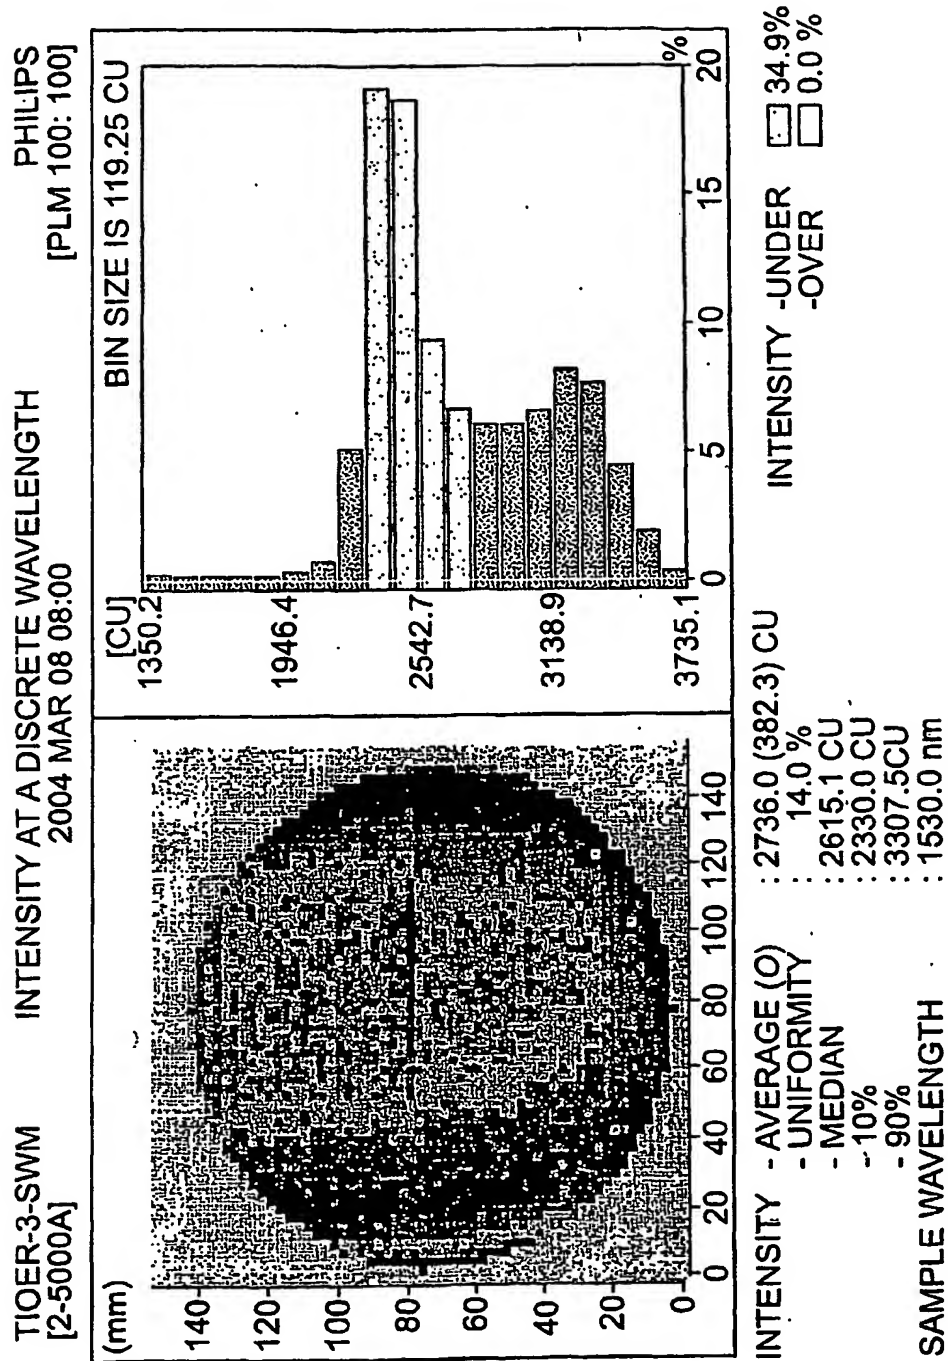 TIOER-3-SWM INTENSITY AT A DISCRETE WAVELENGTH PHILIPS
[2-5000A] 2004 MAR 08 08:00 [PLM 100: 100]
(mm)
140
120
100
80
60
40
20
0
0 20 40 60 80 100 120 140
BIN SIZE IS 119.25 CU
[CU]
1350.2
1946.4
2542.7
3138.9
3735.1
0 5 10 15 20
%
INTENSITY - AVERAGE (O) : 2736.0 (382.3) CU
- UNIFORMITY : 14.0 %
- MEDIAN : 2615.1 CU
- 10% : 2330.0 CU
- 90% : 3307.5CU
SAMPLE WAVELENGTH : 1530.0 nm
INTENSITY -UNDER 34.9%
-OVER 0.0 %